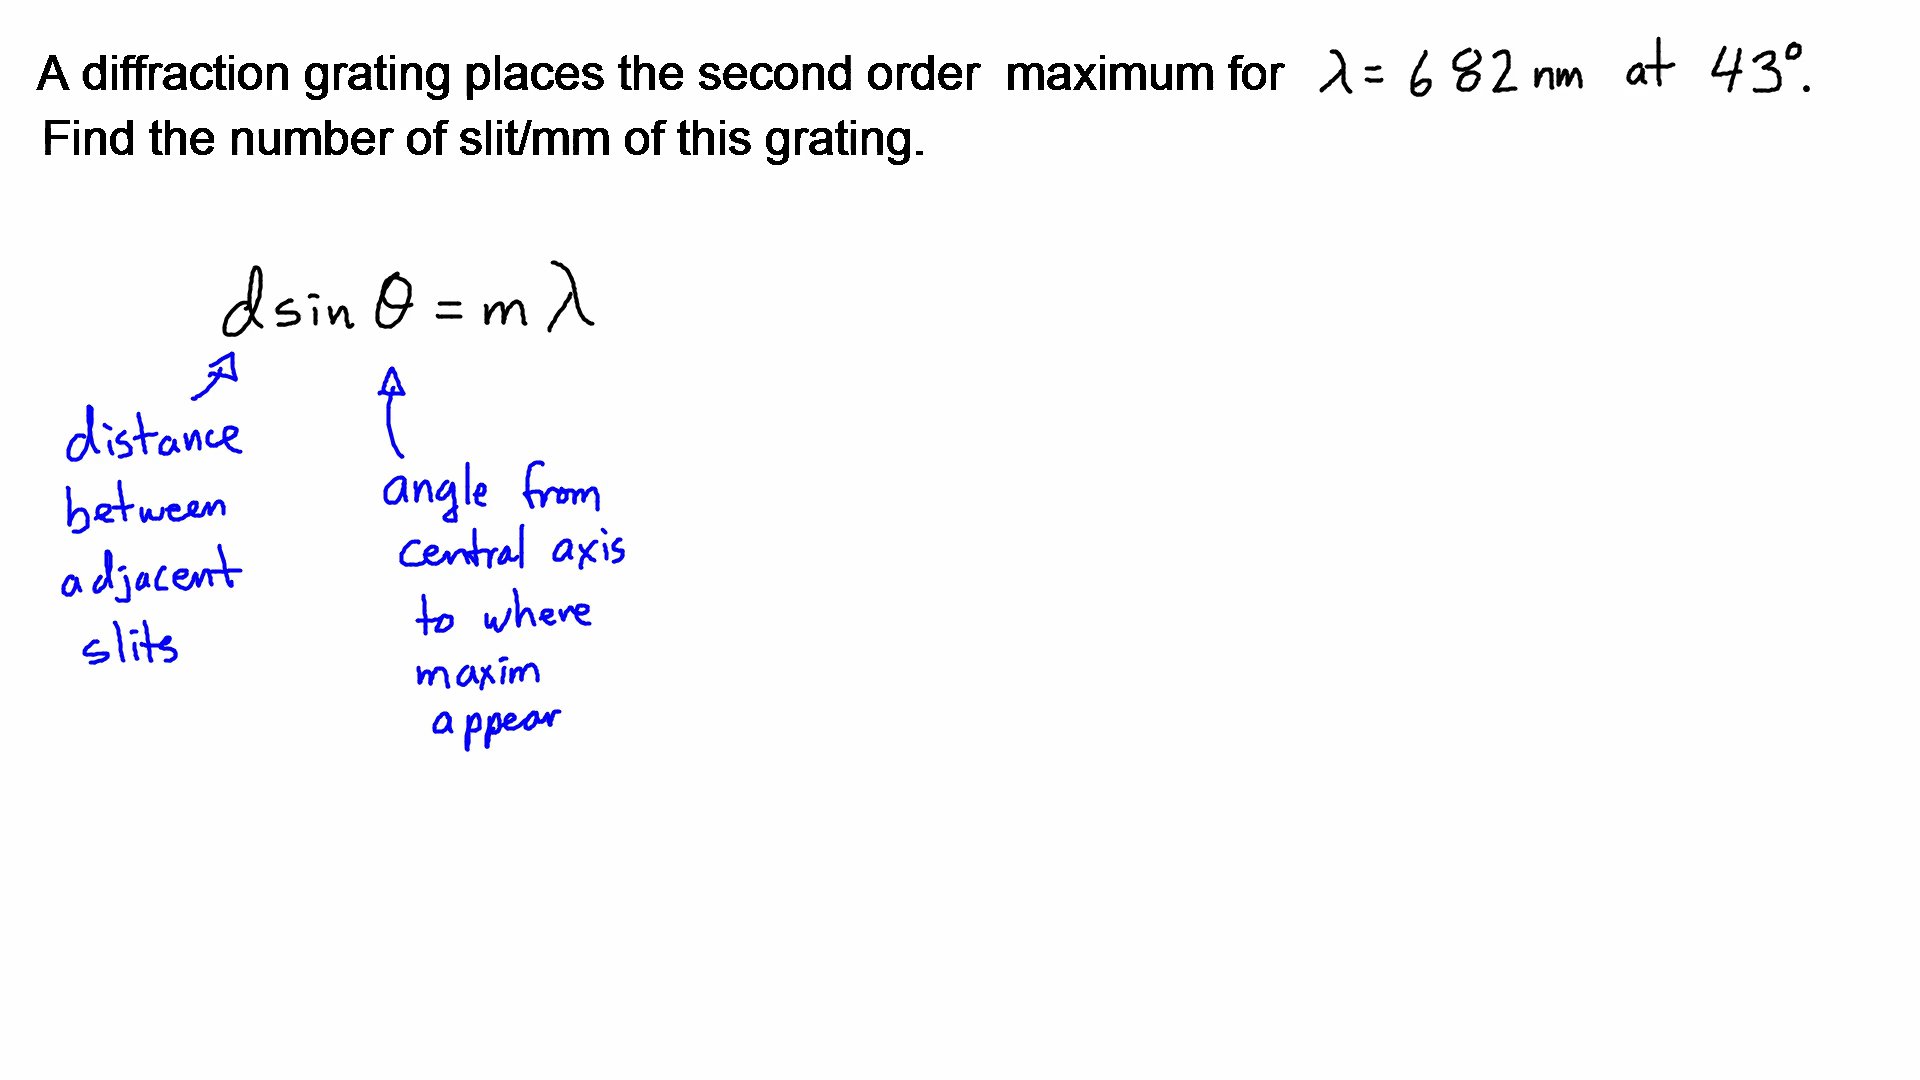 A diffraction grating places the second order maximum for λ = 682 nm at 43°.
Find the number of slit/mm of this grating.
d sin θ = m λ
distance
between
adjacent
slits
angle from
central axis
to where
maxim
appear